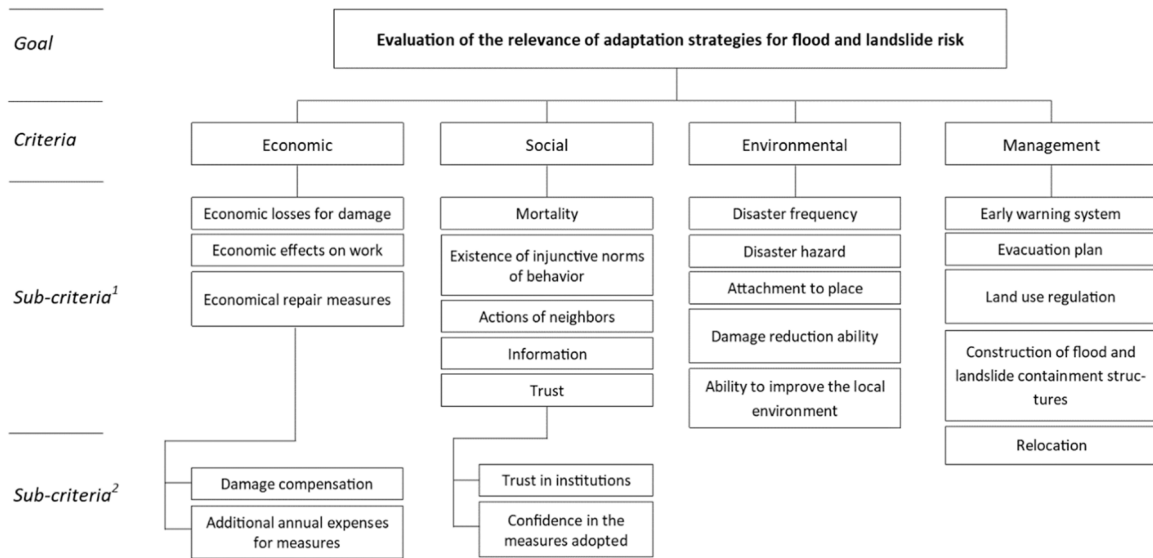 Goal
Evaluation of the relevance of adaptation strategies for flood and landslide risk
Criteria
Economic
Social
Environmental
Management
Sub-criteria1
Economic losses for damage
Economic effects on work
Economical repair measures
Mortality
Existence of injunctive norms
of behavior
Actions of neighbors
Information
Trust
Disaster frequency
Disaster hazard
Attachment to place
Damage reduction ability
Ability to improve the local
environment
Early warning system
Evacuation plan
Land use regulation
Construction of flood and
landslide containment struc-
tures
Relocation
Sub-criteria2
Damage compensation
Additional annual expenses
for measures
Trust in institutions
Confidence in the
measures adopted